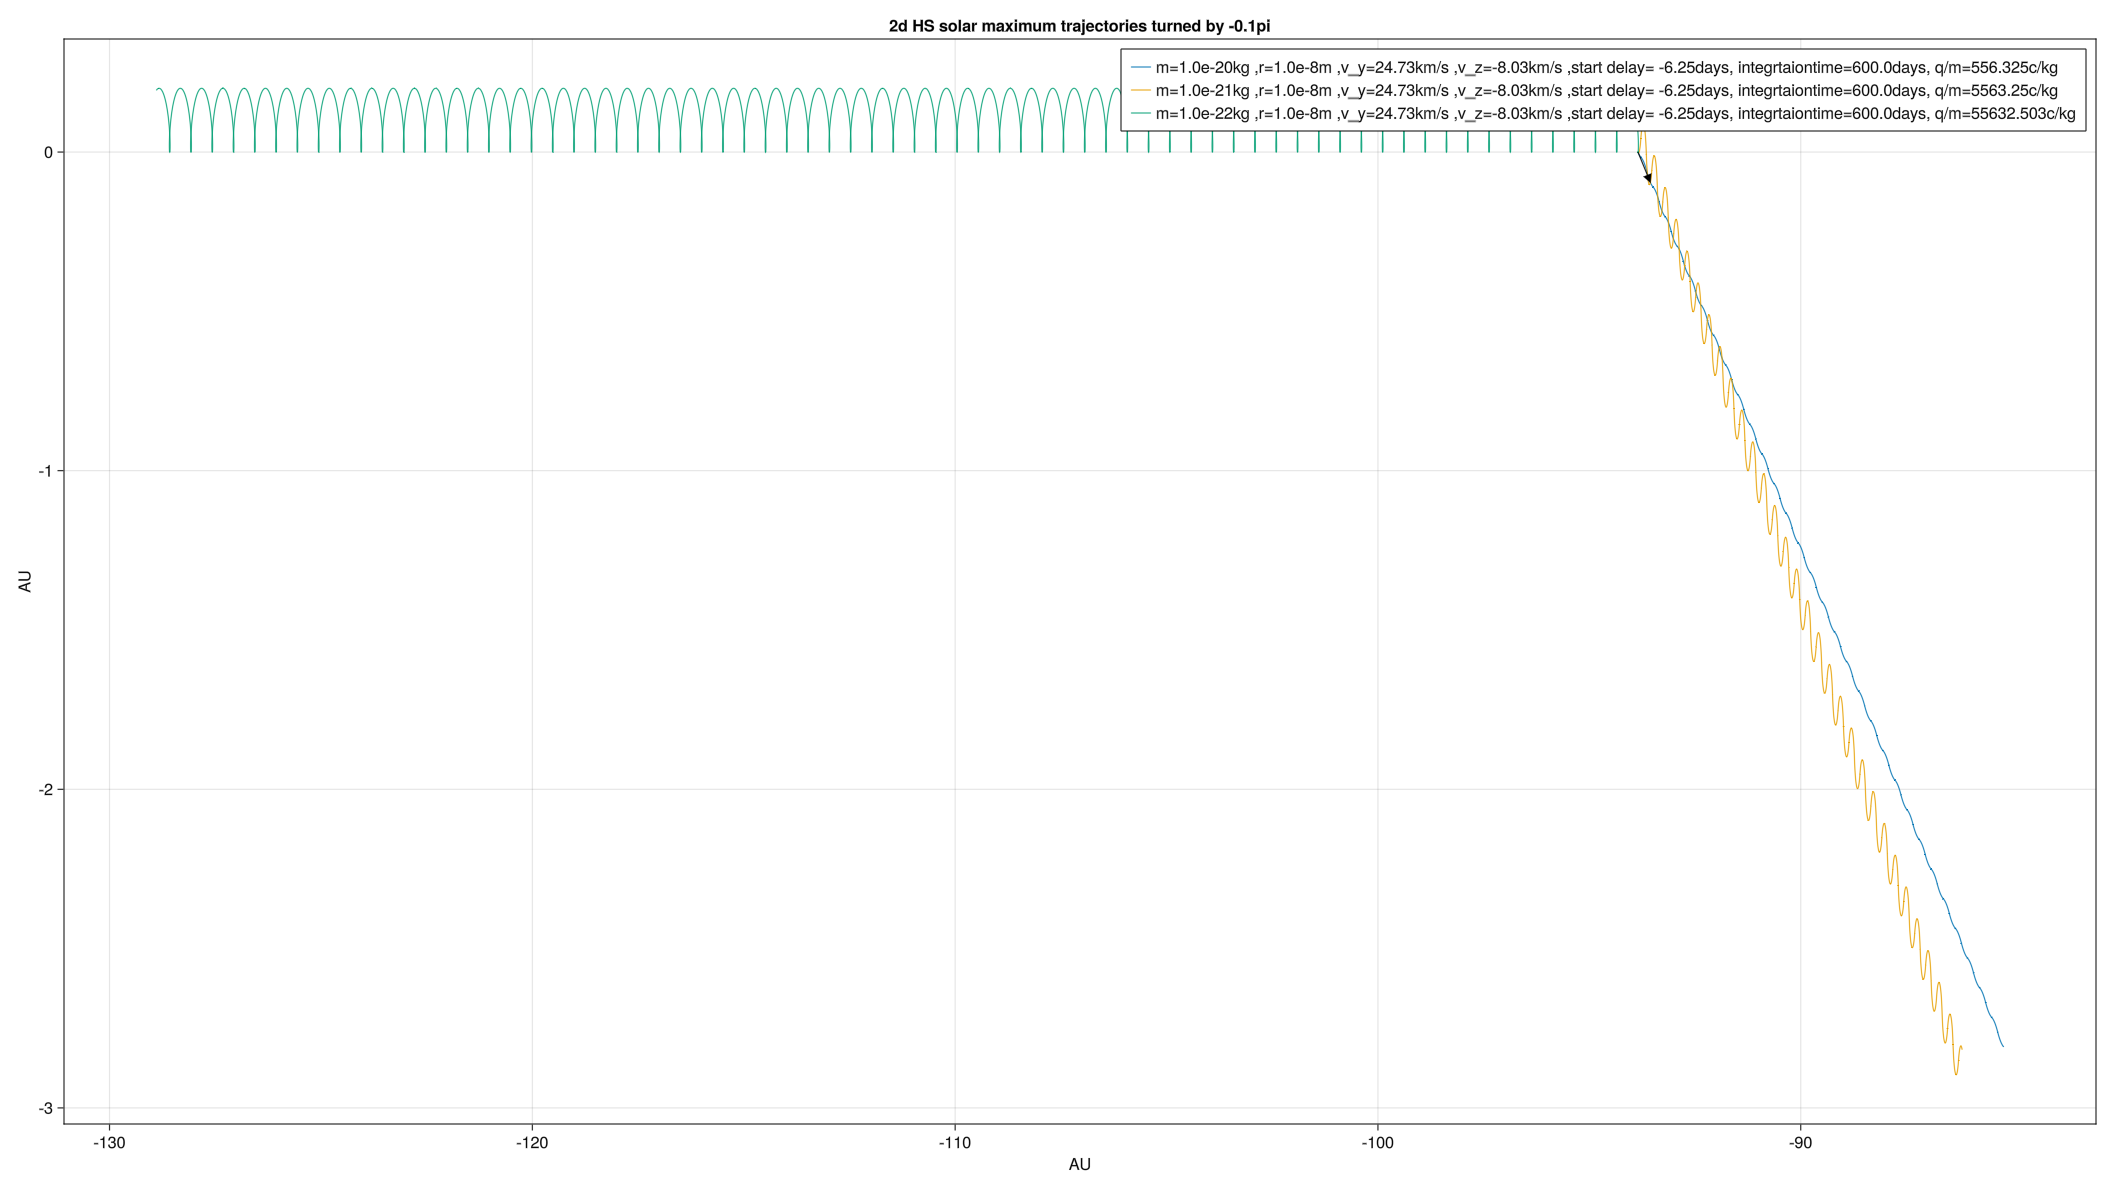 2d HS solar maximum trajectories turned by -0.1pi
m=1.0e-20kg ,r=1.0e-8m ,v_y=24.73km/s ,v_z=-8.03km/s ,start delay= -6.25days, integrtaiontime=600.0days, q/m=556.325c/kg
m=1.0e-21kg ,r=1.0e-8m ,v_y=24.73km/s ,v_z=-8.03km/s ,start delay= -6.25days, integrtaiontime=600.0days, q/m=5563.25c/kg
m=1.0e-22kg ,r=1.0e-8m ,v_y=24.73km/s ,v_z=-8.03km/s ,start delay= -6.25days, integrtaiontime=600.0days, q/m=55632.503c/kg
0
-1
AU
-2
-3
-130 -120 -110 -100 -90
AU